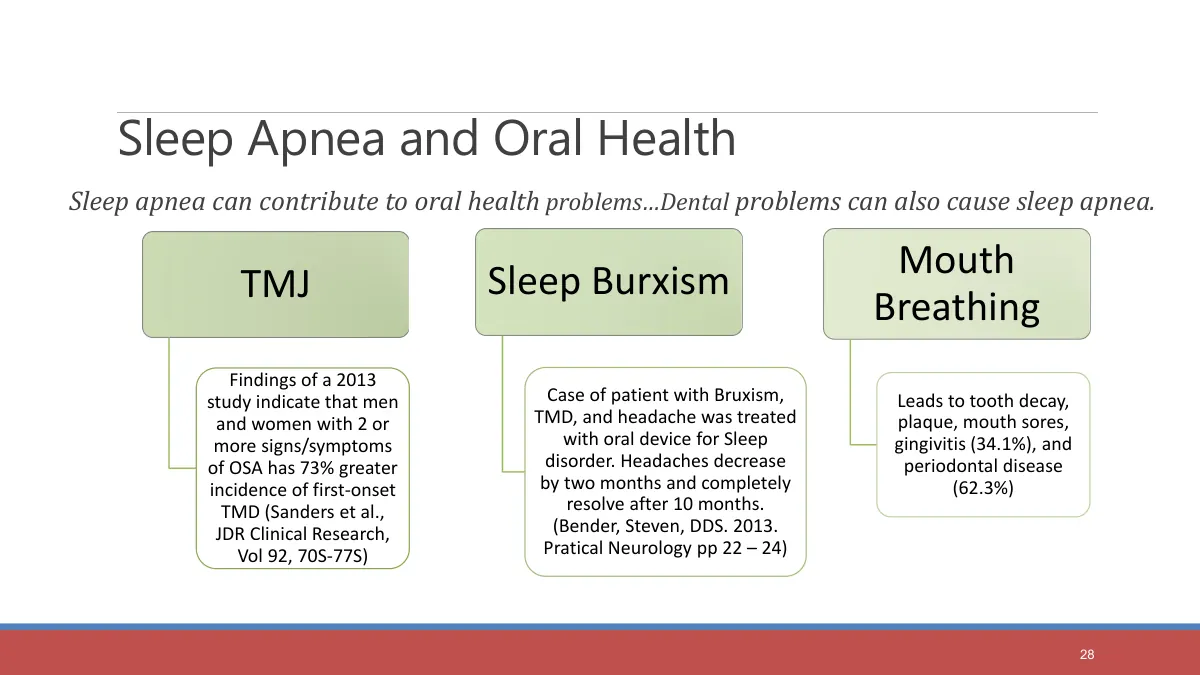 Sleep Apnea and Oral Health
Sleep apnea can contribute to oral health problems…Dental problems can also cause sleep apnea.
TMJ
Findings of a 2013
study indicate that men
and women with 2 or
more signs/symptoms
of OSA has 73% greater
incidence of first-onset
TMD (Sanders et al.,
JDR Clinical Research,
Vol 92, 70S-77S)
Sleep Burxism
Case of patient with Bruxism,
TMD, and headache was treated
with oral device for Sleep
disorder. Headaches decrease
by two months and completely
resolve after 10 months.
(Bender, Steven, DDS. 2013.
Pratical Neurology pp 22 – 24)
Mouth
Breathing
Leads to tooth decay,
plaque, mouth sores,
gingivitis (34.1%), and
periodontal disease
(62.3%)
28